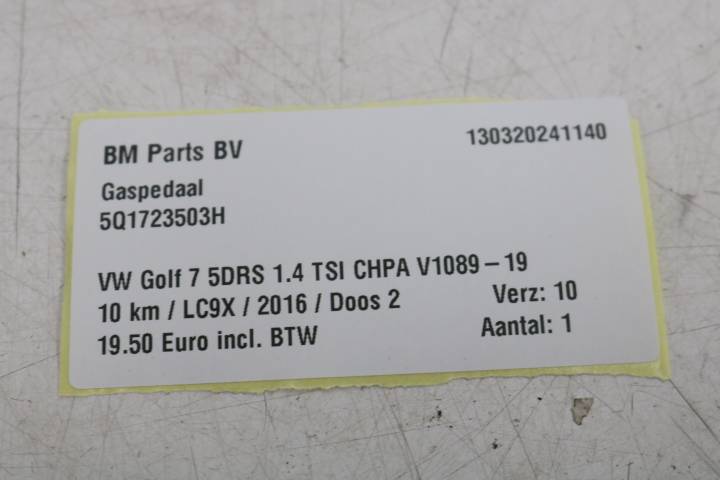 BM Parts BV 130320241140
Gaspedaal
5Q1723503H
VW Golf 7 5DRS 1.4 TSI CHPA V1089-19
10 km / LC9X / 2016 / Doos 2 Verz: 10
19.50 Euro incl. BTW Aantal: 1